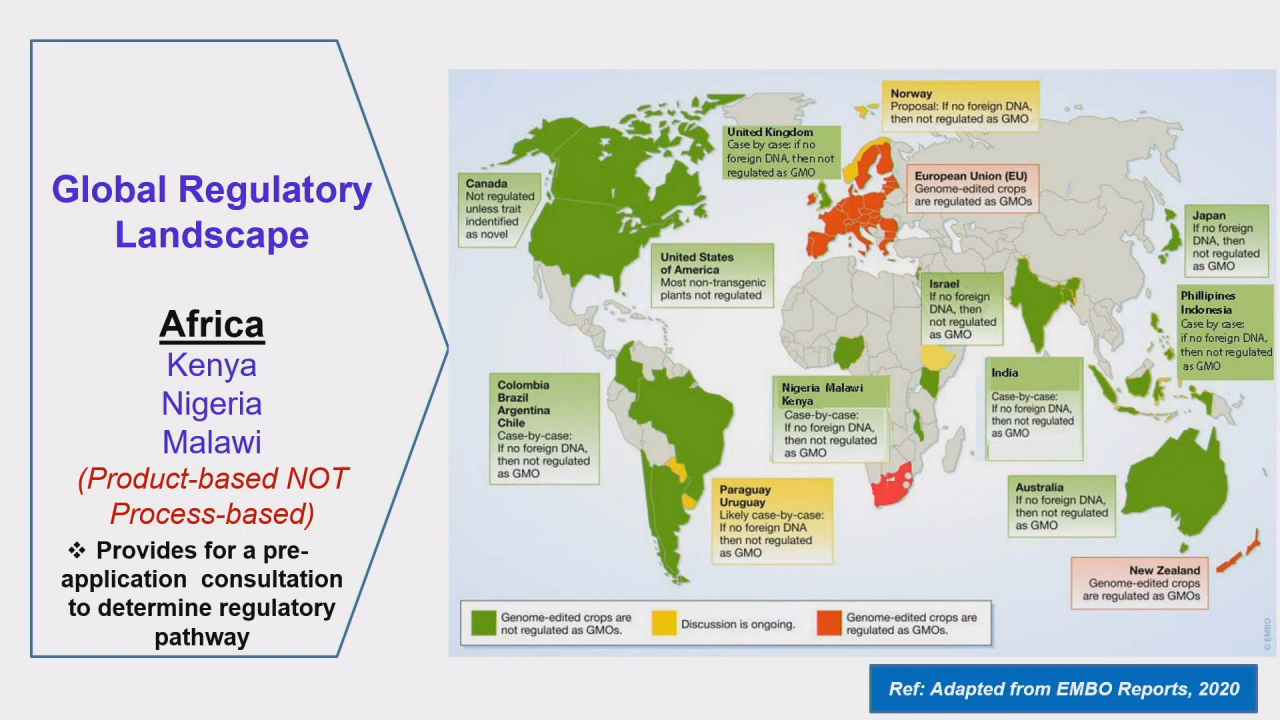 Global Regulatory
Landscape
Africa
Kenya
Nigeria
Malawi
(Product-based NOT
Process-based)
❖ Provides for a pre-
application consultation
to determine regulatory
pathway
Norway
Proposal: If no foreign DNA,
then not regulated as GMO
United Kingdom
Case by case: if no
foreign DNA, then not
regulated as GMO
European Union (EU)
Genome-edited crops
are regulated as GMOs
Canada
Not regulated
unless trait
indentified
as novel
United States
of America
Most non-transgenic
plants not regulated
Japan
If no foreign
DNA, then
not regulated
as GMO
Israel
If no foreign
DNA, then
not regulated
as GMO
Phillipines
Indonesia
Case by case:
if no foreign DNA,
then not regulated
as GMO
India
Case-by-case:
If no foreign DNA,
then not regulated
as GMO
Colombia
Brazil
Argentina
Chile
Case-by-case:
If no foreign DNA,
then not regulated
as GMO
Nigeria Malawi
Kenya
Case-by-case:
If no foreign DNA,
then not regulated
as GMO
Paraguay
Uruguay
Likely case-by-case:
If no foreign DNA
then not regulated
as GMO
Australia
If no foreign DNA,
then not regulated
as GMO
New Zealand
Genome-edited crops
are regulated as GMOs
Genome-edited crops are
not regulated as GMOs.
Discussion is ongoing.
Genome-edited crops are
regulated as GMOs.
© EMBO
Ref: Adapted from EMBO Reports, 2020